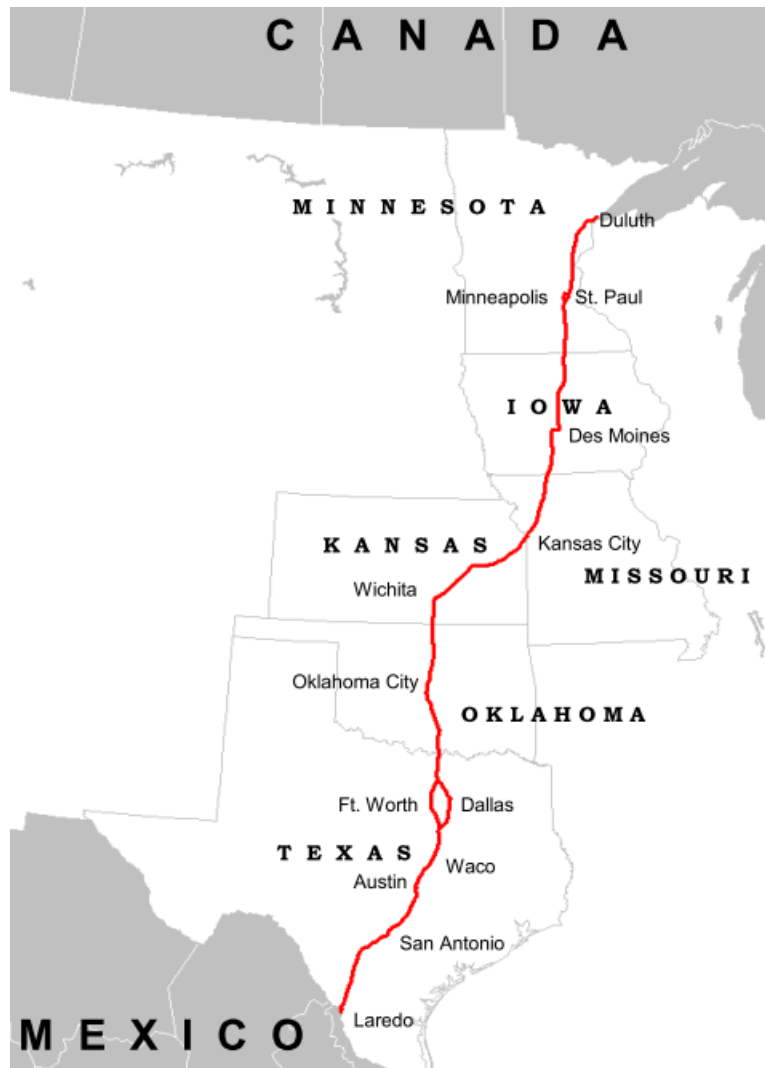 CANADA
MINNESOTA
Duluth
Minneapolis
St. Paul
IOWA
Des Moines
KANSAS
Kansas City
MISSOURI
Wichita
Oklahoma City
OKLAHOMA
Ft. Worth
Dallas
TEXAS
Waco
Austin
San Antonio
Laredo
MEXICO